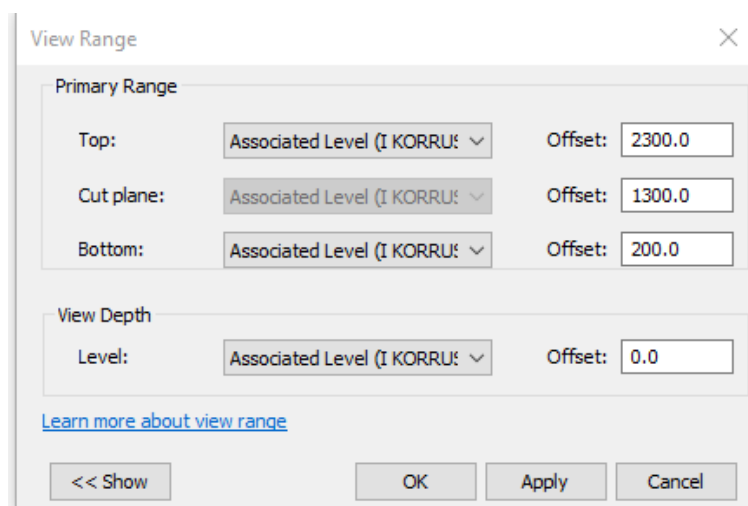 View Range
Primary Range
Top: Associated Level (I KORRUS Offset: 2300.0
Cut plane: Associated Level (I KORRUS Offset: 1300.0
Bottom: Associated Level (I KORRUS Offset: 200.0
View Depth
Level: Associated Level (I KORRUS Offset: 0.0
Learn more about view range
<< Show OK Apply Cancel